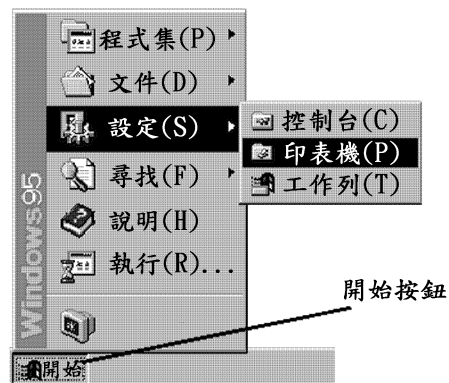 程式集(P)
文件(D)
設定(S)
控制台(C)
印表機(P)
工作列(T)
尋找(F)
說明(H)
執行(R)...
Windows95
開始按鈕
開始